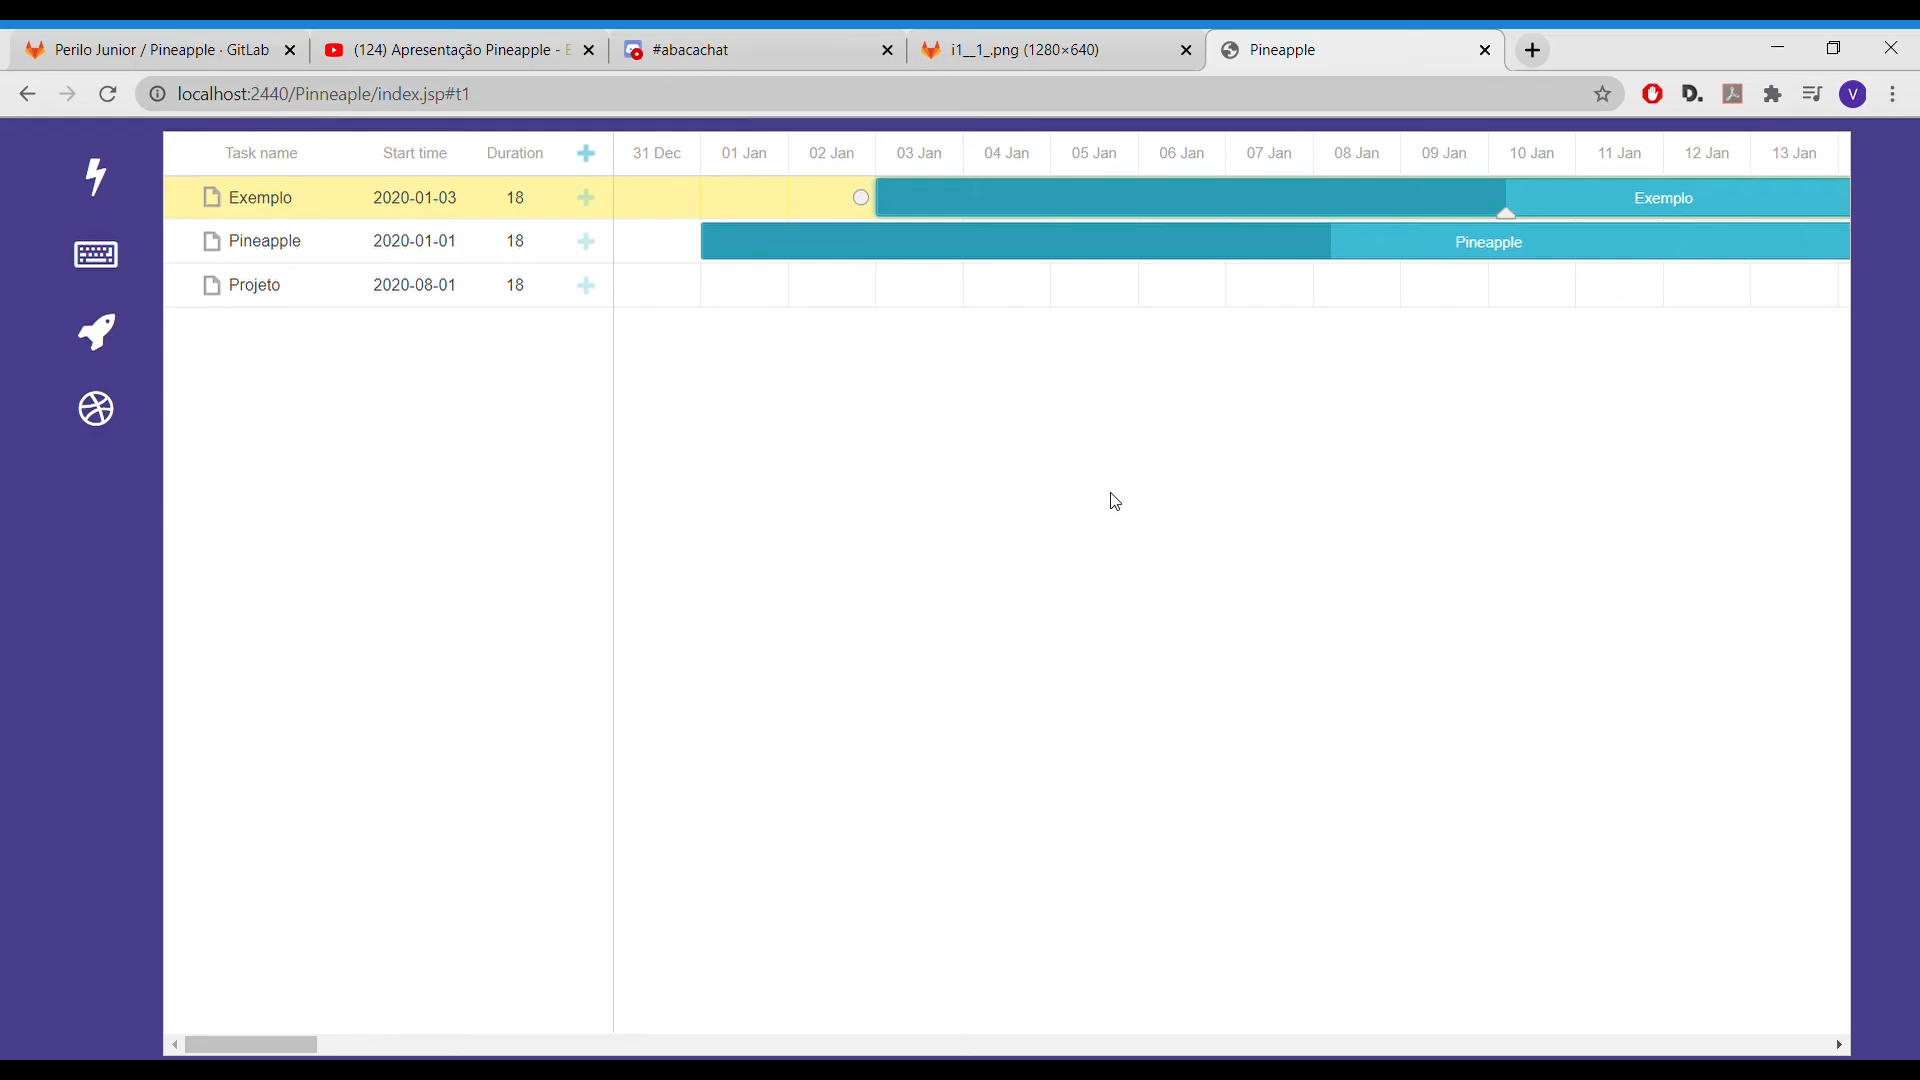 Perilo Junior / Pineapple · GitLab
(124) Apresentação Pineapple - E
#abacachat
i1__1_.png (1280×640)
Pineapple
localhost:2440/Pinneaple/index.jsp#t1
D.
V
Task name Start time Duration 31 Dec 01 Jan 02 Jan 03 Jan 04 Jan 05 Jan 06 Jan 07 Jan 08 Jan 09 Jan 10 Jan 11 Jan 12 Jan 13 Jan
Exemplo 2020-01-03 18 Exemplo
Pineapple 2020-01-01 18 Pineapple
Projeto 2020-08-01 18